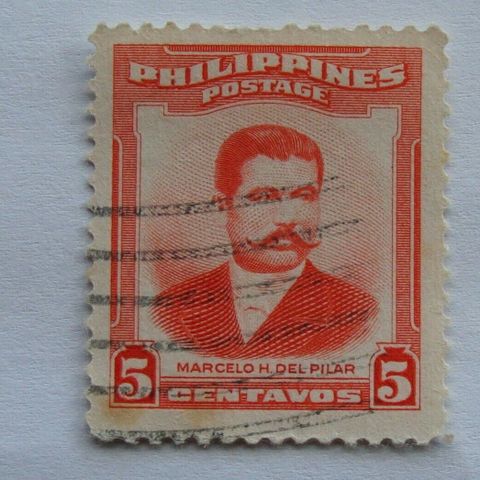 PHILIPPINES
POSTAGE
MARCELO H. DEL PILAR
5 CENTAVOS 5